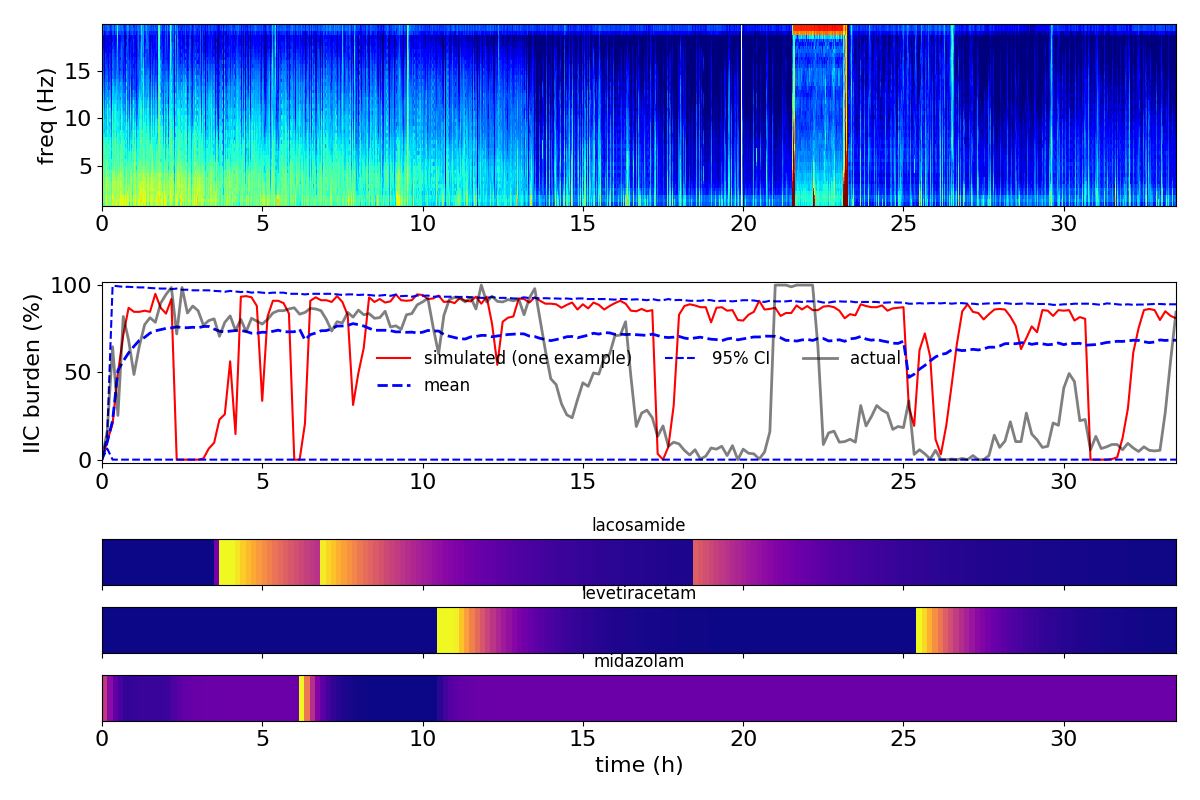 freq (Hz)
15
10
5
0 5 10 15 20 25 30
IIC burden (%)
100
50
0
simulated (one example) 95% CI actual
mean
0 5 10 15 20 25 30
lacosamide
levetiracetam
midazolam
0 5 10 15 20 25 30
time (h)